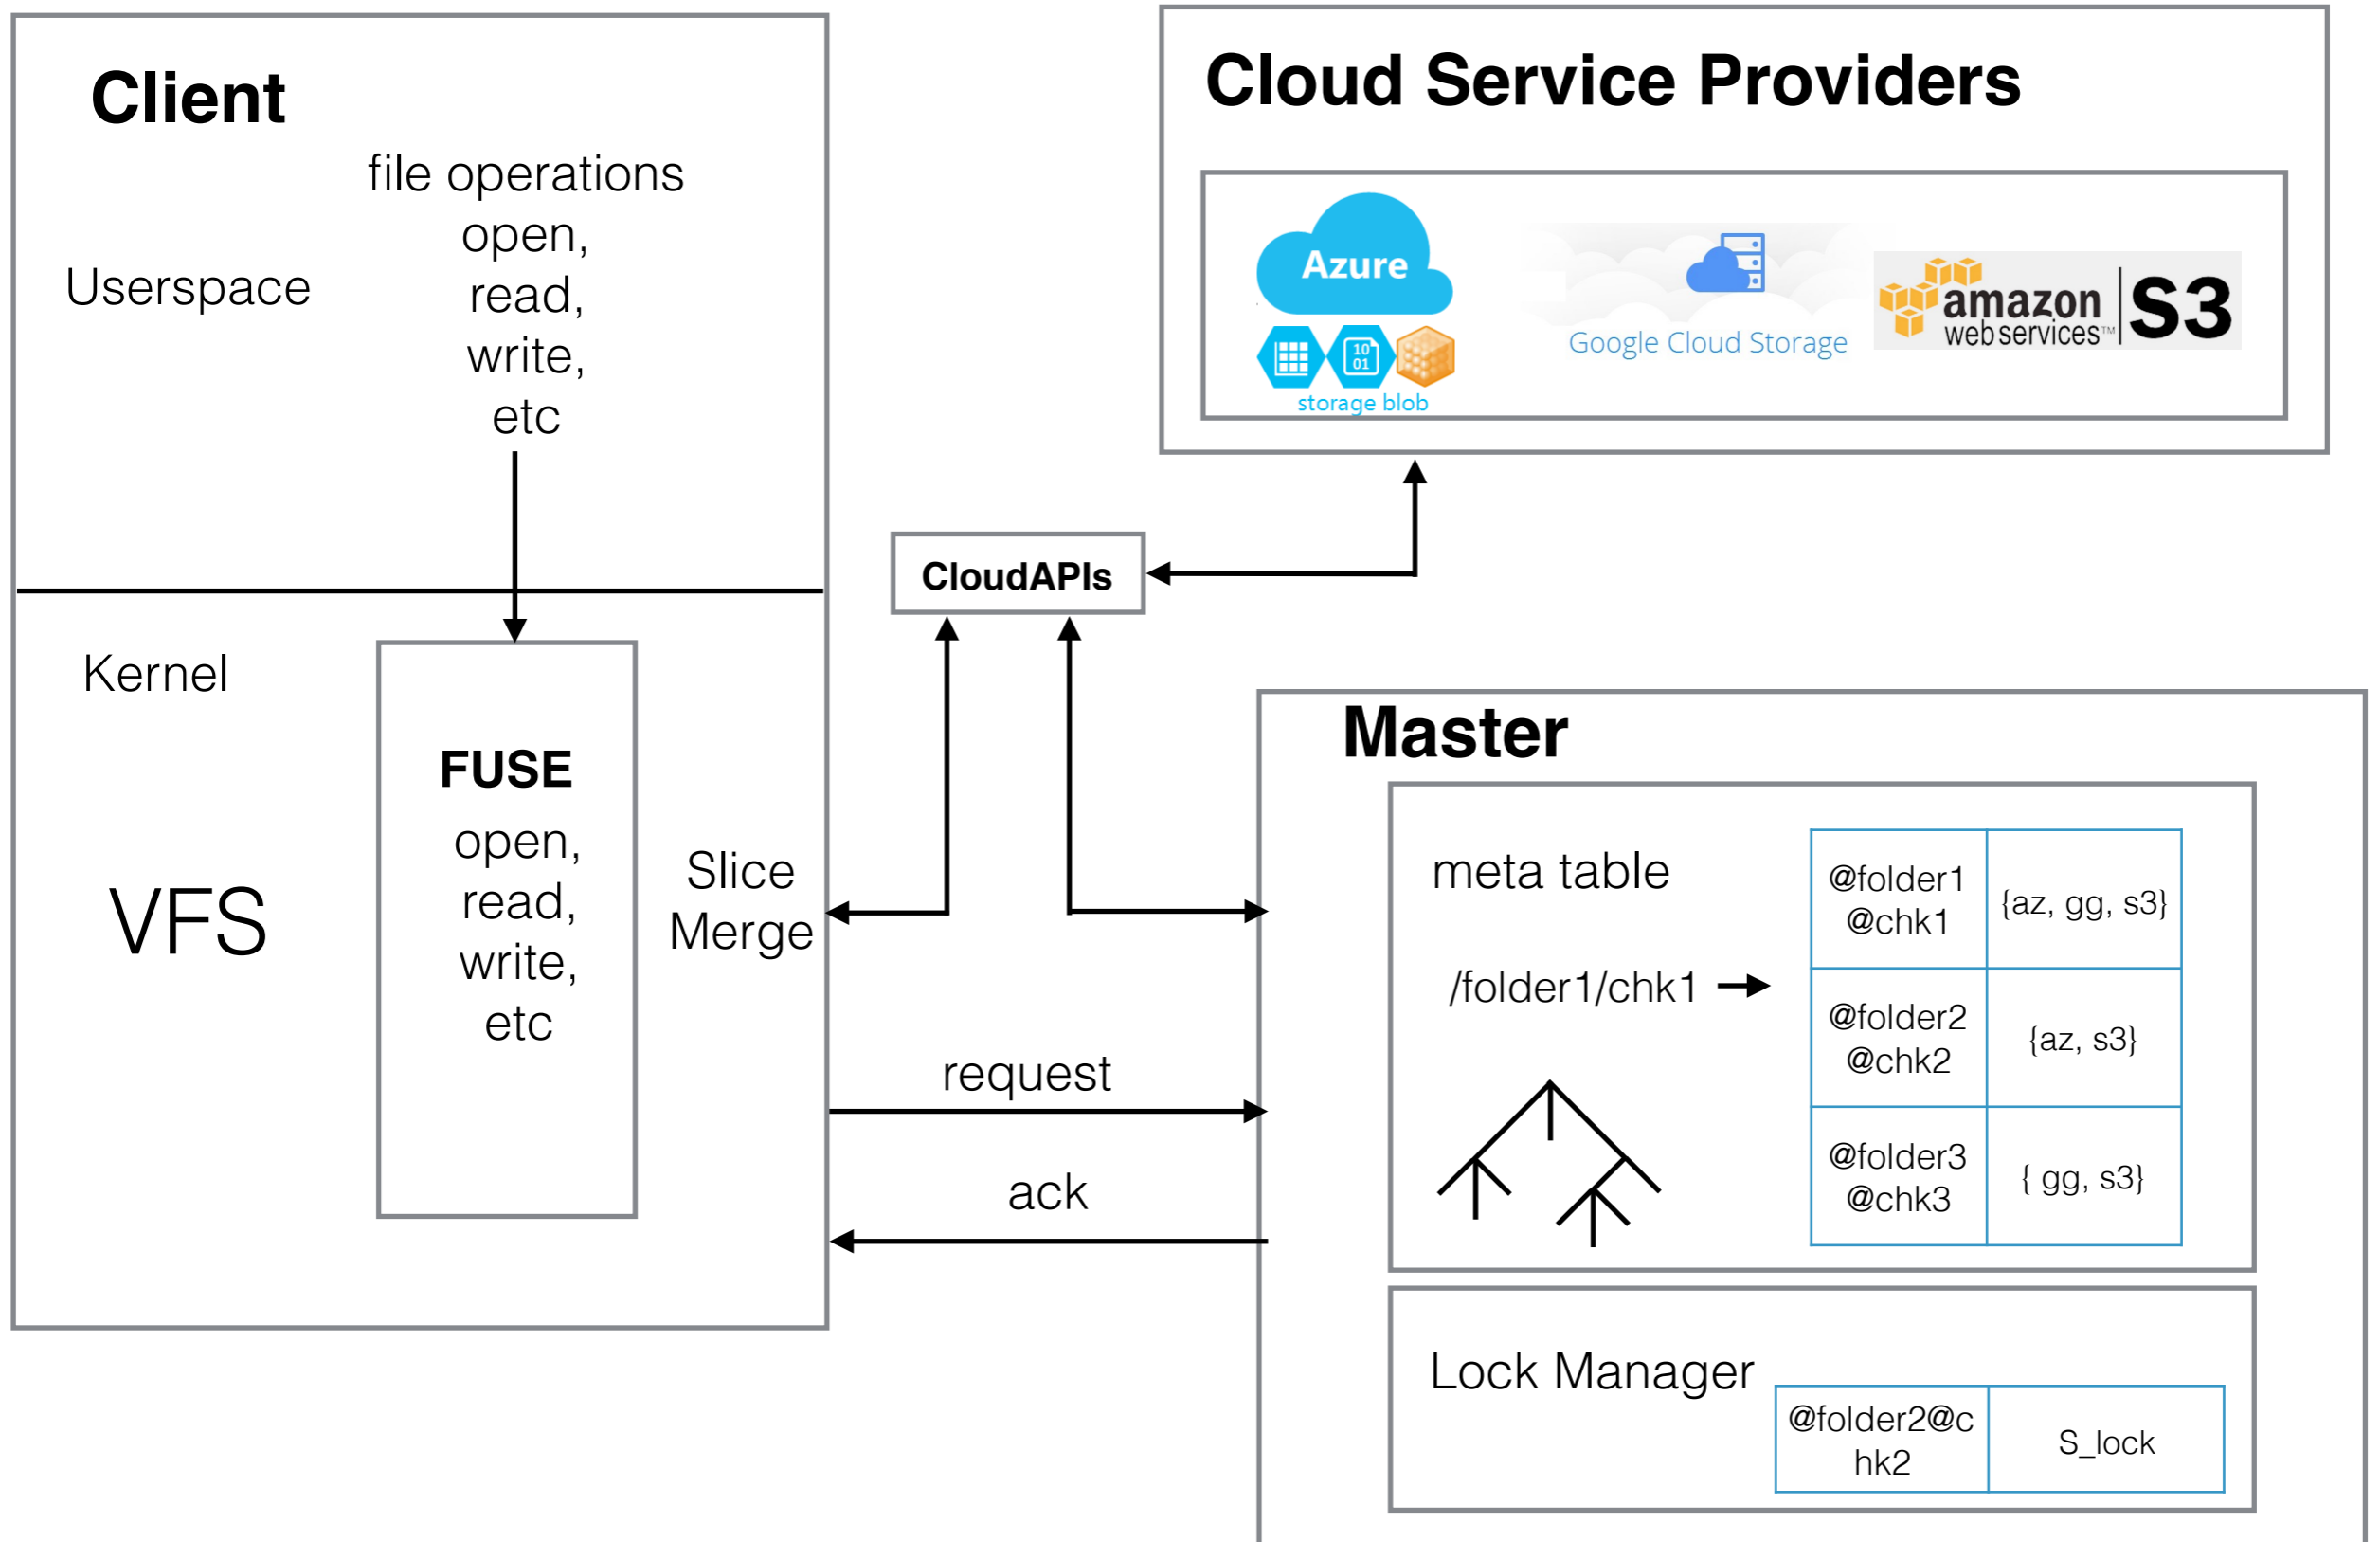 Client
file operations
open,
read,
write,
etc
Userspace
Kernel
VFS
FUSE
open,
read,
write,
etc
Slice
Merge
Cloud Service Providers
Azure
10
01
storage blob
Google Cloud Storage
amazon
web services™
S3
CloudAPIs
request
ack
Master
meta table
/folder1/chk1
@folder1
@chk1
{az, gg, s3}
@folder2
@chk2
{az, s3}
@folder3
@chk3
{ gg, s3}
Lock Manager
@folder2@c
hk2
S_lock